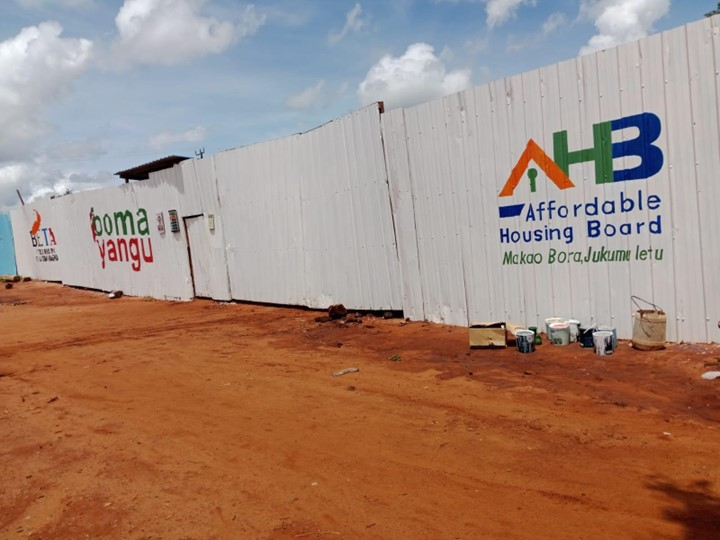 BETA
boma
yangu
AHB
Affordable
Housing Board
Makao Bora, Jukumu letu